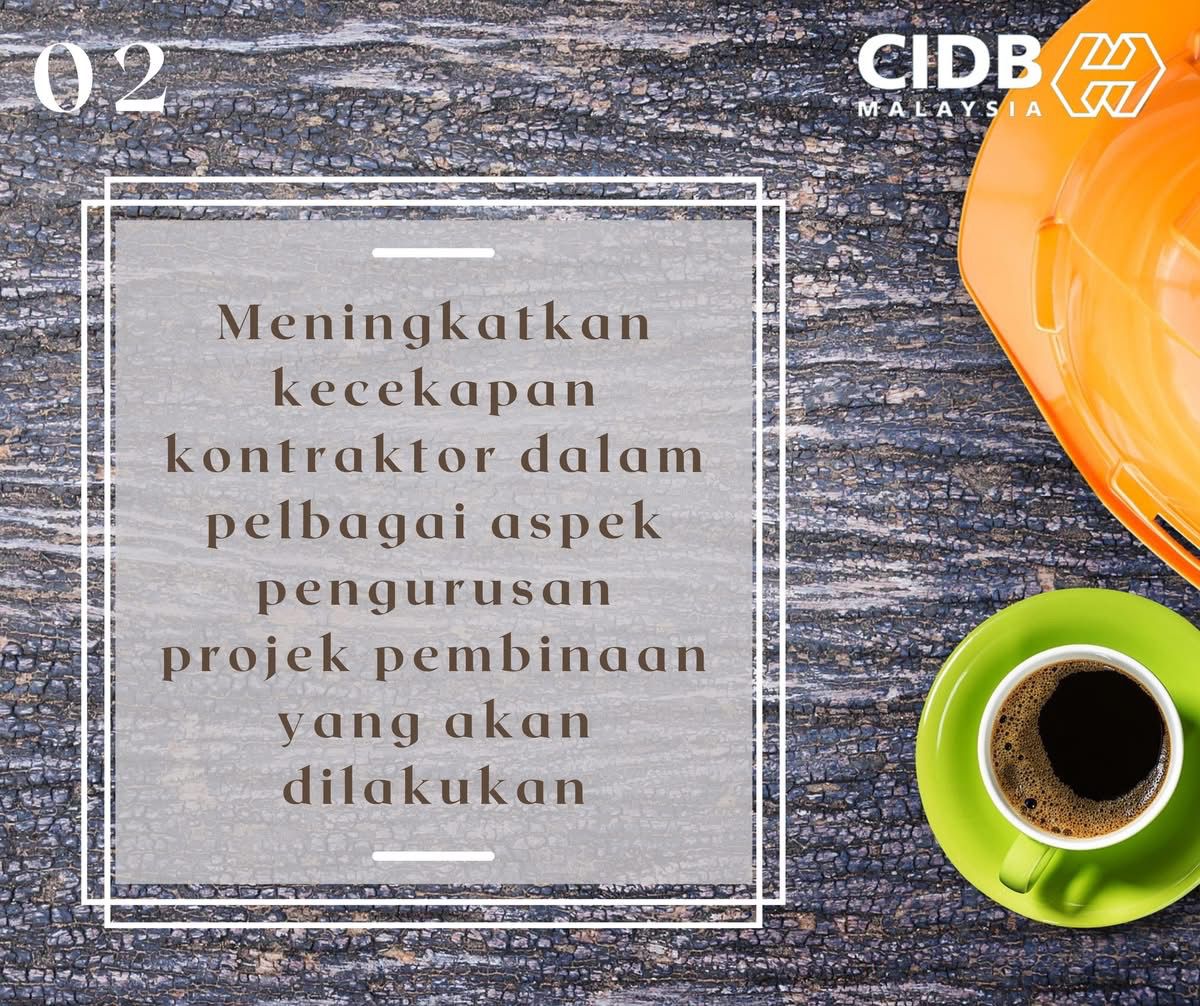 02
CIDB
MALAYSIA
Meningkatkan
kecekapan
kontraktor dalam
pelbagai aspek
pengurusan
projek pembinaan
yang akan
dilakukan